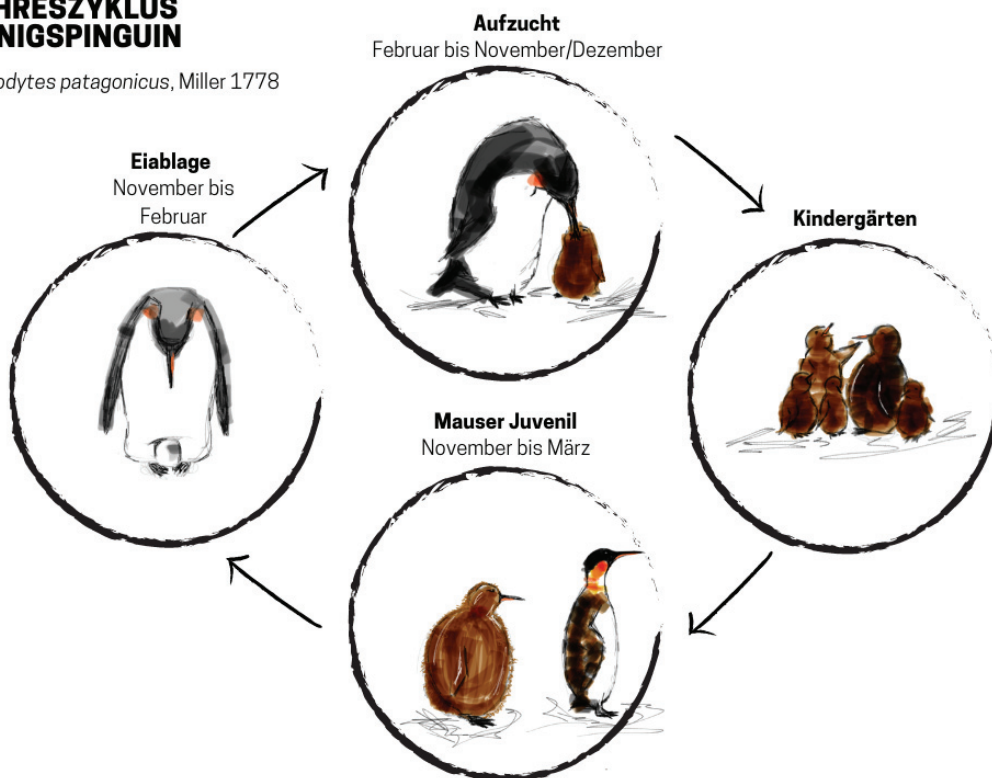 HRESZYKLUS
NIGSPINGUIN
odytes patagonicus, Miller 1778
Aufzucht
Februar bis November/Dezember
Eiablage
November bis
Februar
Kindergärten
Mauser Juvenil
November bis März